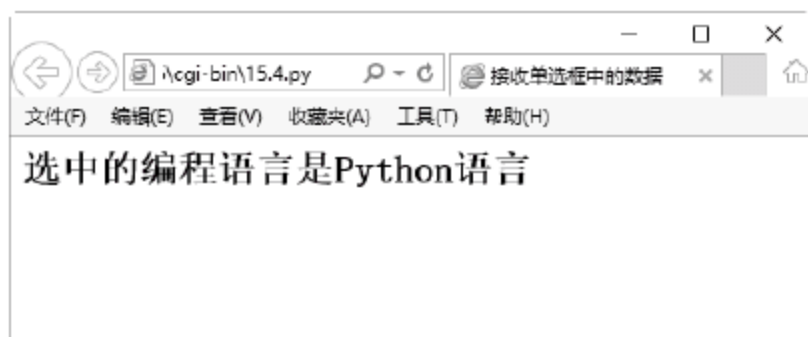 i\cgi-bin\15.4.py 接收单选框中的数据
文件(F) 编辑(E) 查看(V) 收藏夹(A) 工具(T) 帮助(H)
选中的编程语言是Python语言